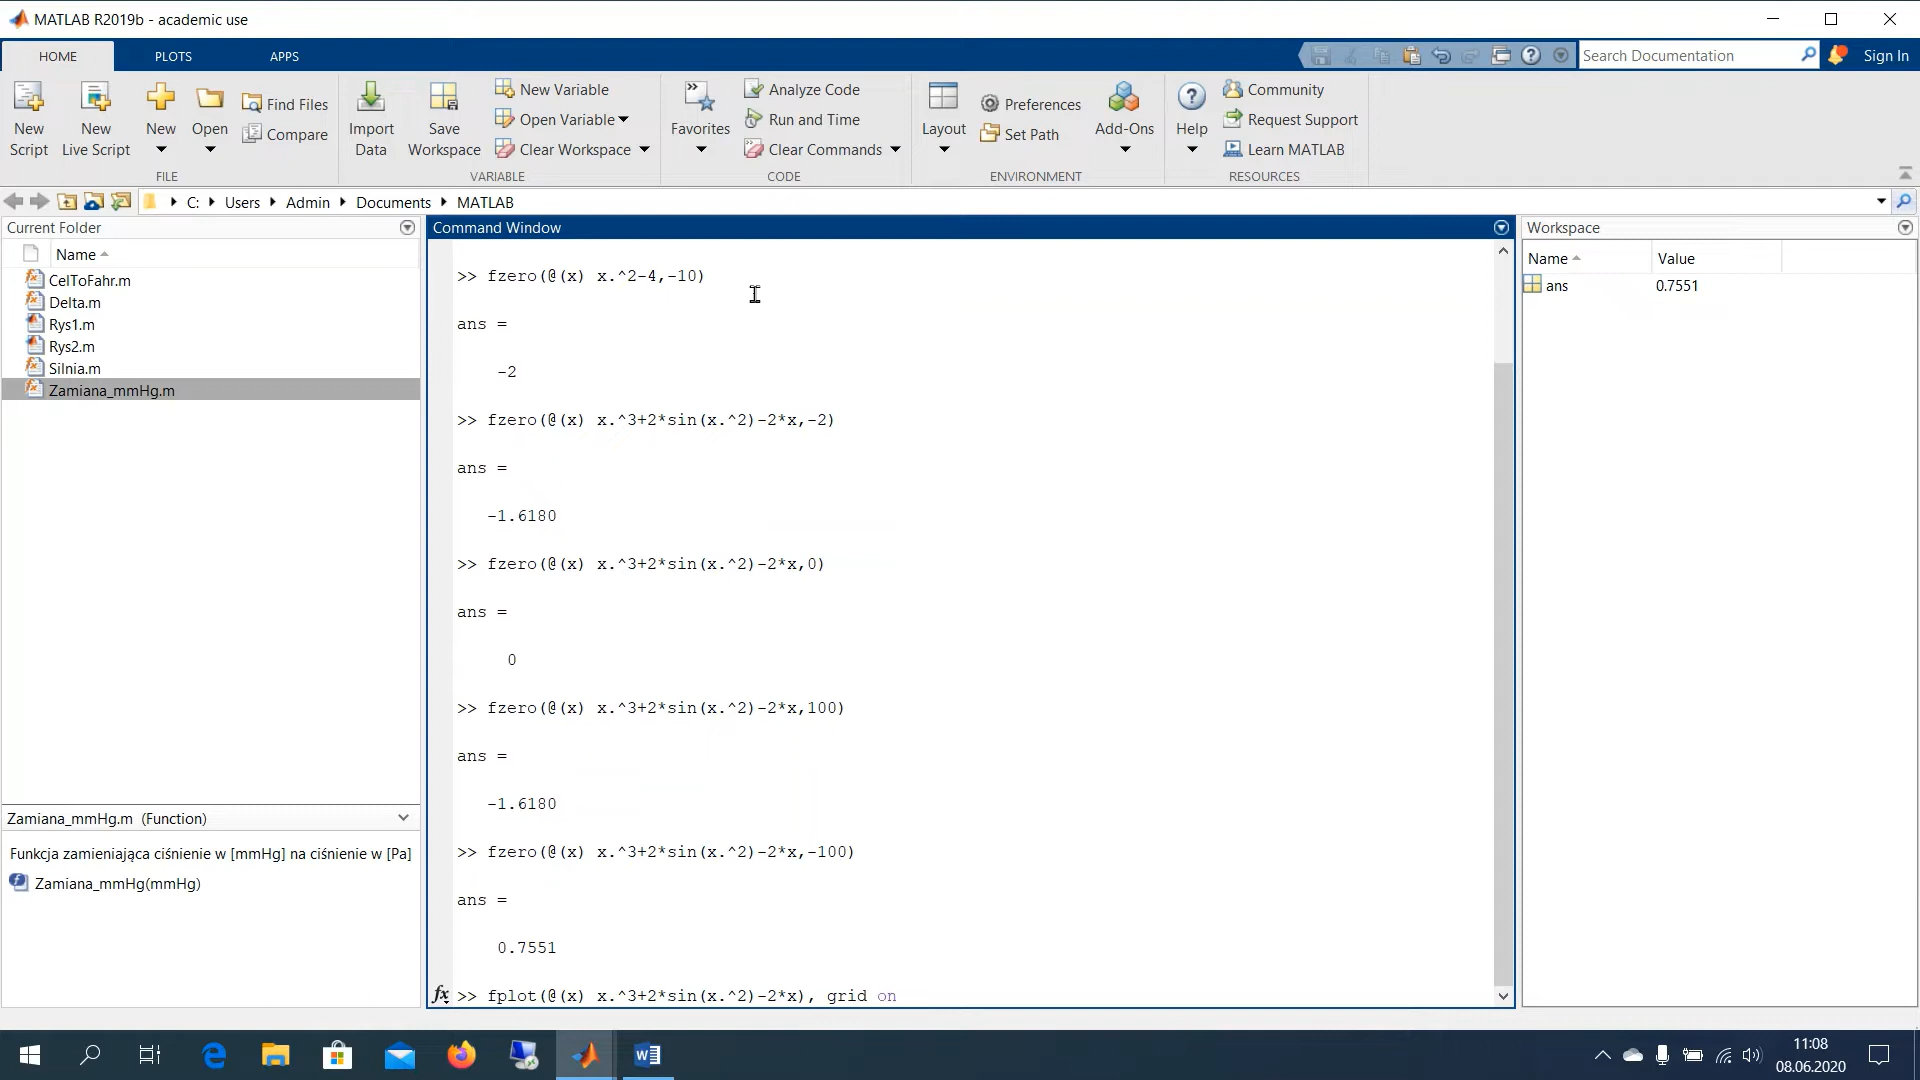 MATLAB R2019b - academic use
HOME PLOTS APPS
Search Documentation Sign In
New Script
New Live Script
New
Open
Find Files
Compare
FILE
Import Data
Save Workspace
New Variable
Open Variable
Clear Workspace
VARIABLE
Favorites
Analyze Code
Run and Time
Clear Commands
CODE
Layout
Preferences
Set Path
Add-Ons
ENVIRONMENT
Help
Community
Request Support
Learn MATLAB
RESOURCES
C: Users Admin Documents MATLAB
Current Folder
Name
CelToFahr.m
Delta.m
Rys1.m
Rys2.m
Silnia.m
Zamiana_mmHg.m
Zamiana_mmHg.m (Function)
Funkcja zamieniająca ciśnienie w [mmHg] na ciśnienie w [Pa]
Zamiana_mmHg(mmHg)
Command Window
>> fzero(@(x) x.^2-4,-10)
ans =
-2
>> fzero(@(x) x.^3+2*sin(x.^2)-2*x,-2)
ans =
-1.6180
>> fzero(@(x) x.^3+2*sin(x.^2)-2*x,0)
ans =
0
>> fzero(@(x) x.^3+2*sin(x.^2)-2*x,100)
ans =
-1.6180
>> fzero(@(x) x.^3+2*sin(x.^2)-2*x,-100)
ans =
0.7551
fx >> fplot(@(x) x.^3+2*sin(x.^2)-2*x), grid on
Workspace
Name Value
ans 0.7551
11:08
08.06.2020